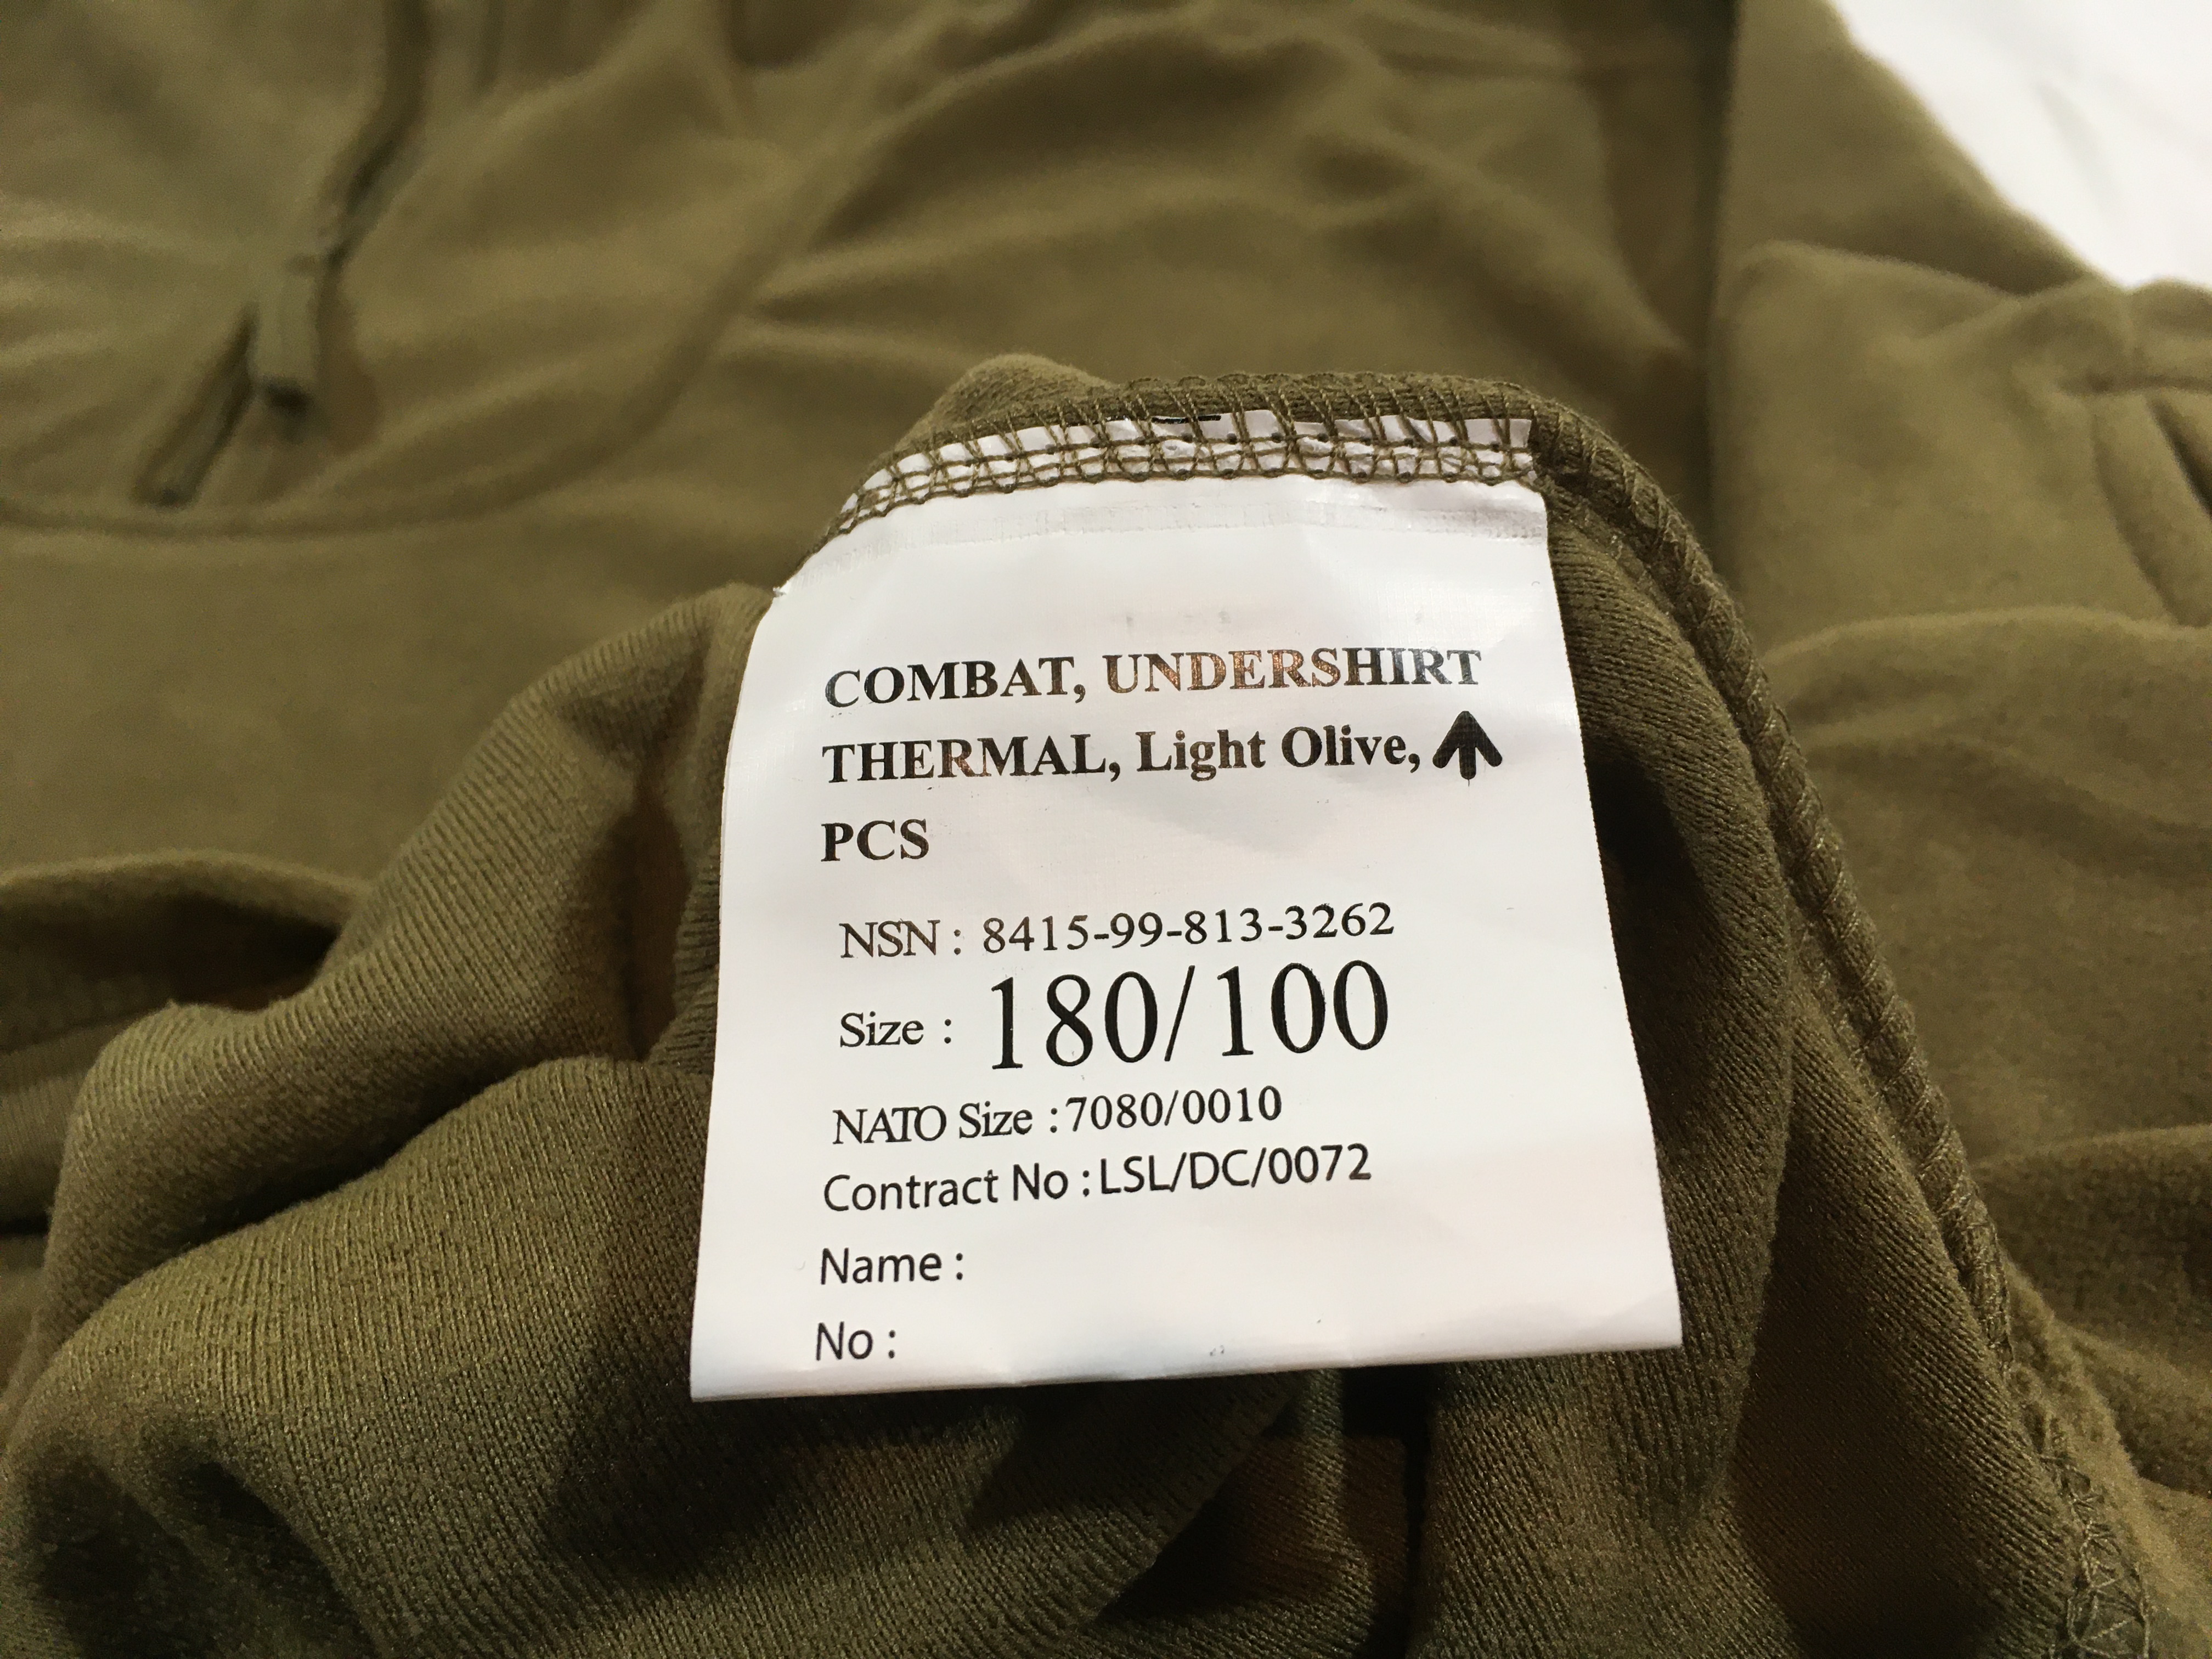 COMBAT, UNDERSHIRT
THERMAL, Light Olive,
PCS
NSN : 8415-99-813-3262
Size : 180/100
NATO Size : 7080/0010
Contract No : LSL/DC/0072
Name :
No :